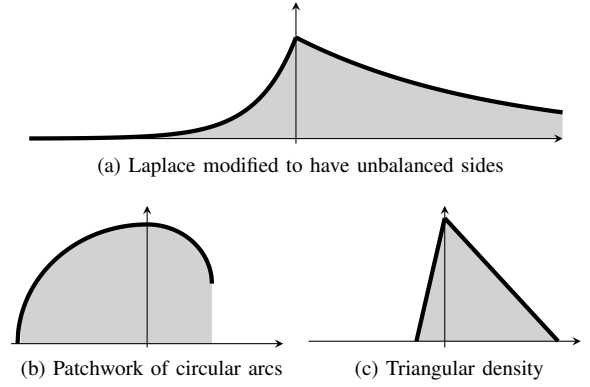 (a) Laplace modified to have unbalanced sides
(b) Patchwork of circular arcs
(c) Triangular density